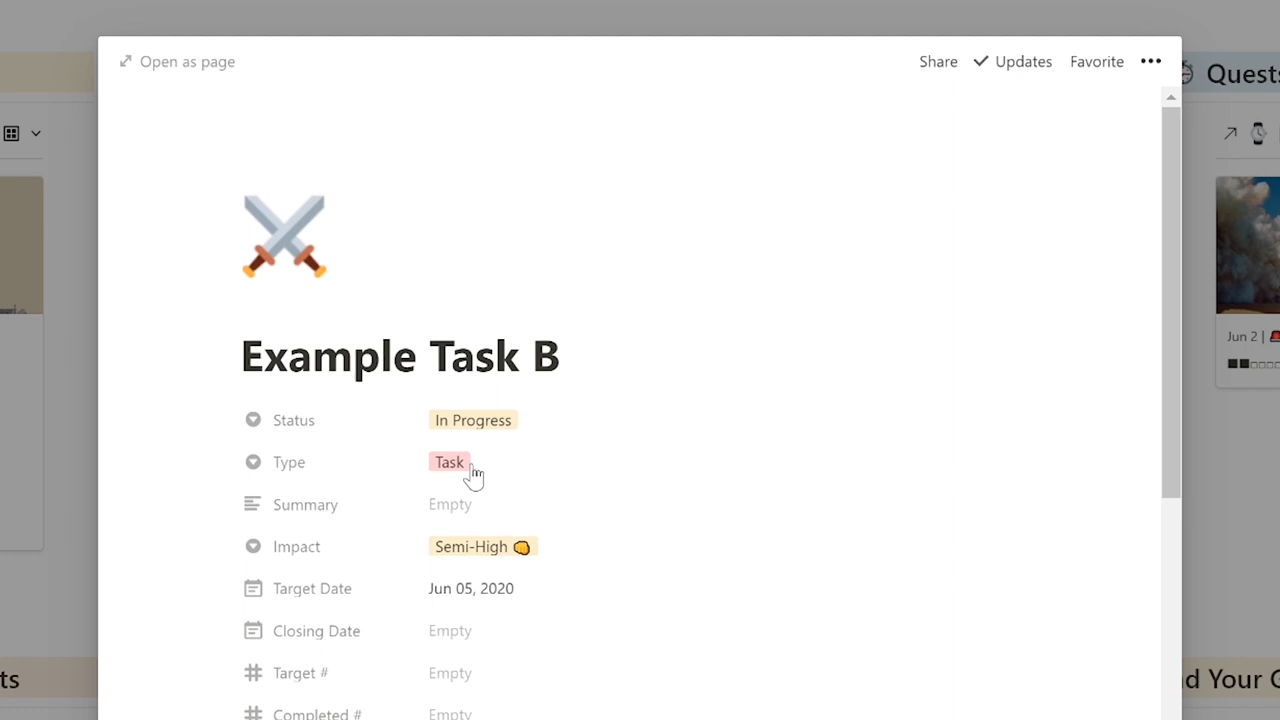 Open as page
Share
Updates
Favorite
Quests
Example Task B
Status In Progress
Type Task
Summary Empty
Impact Semi-High
Target Date Jun 05, 2020
Closing Date Empty
Target # Empty
Completed # Empty
Jun 2 |
ts
d Your G